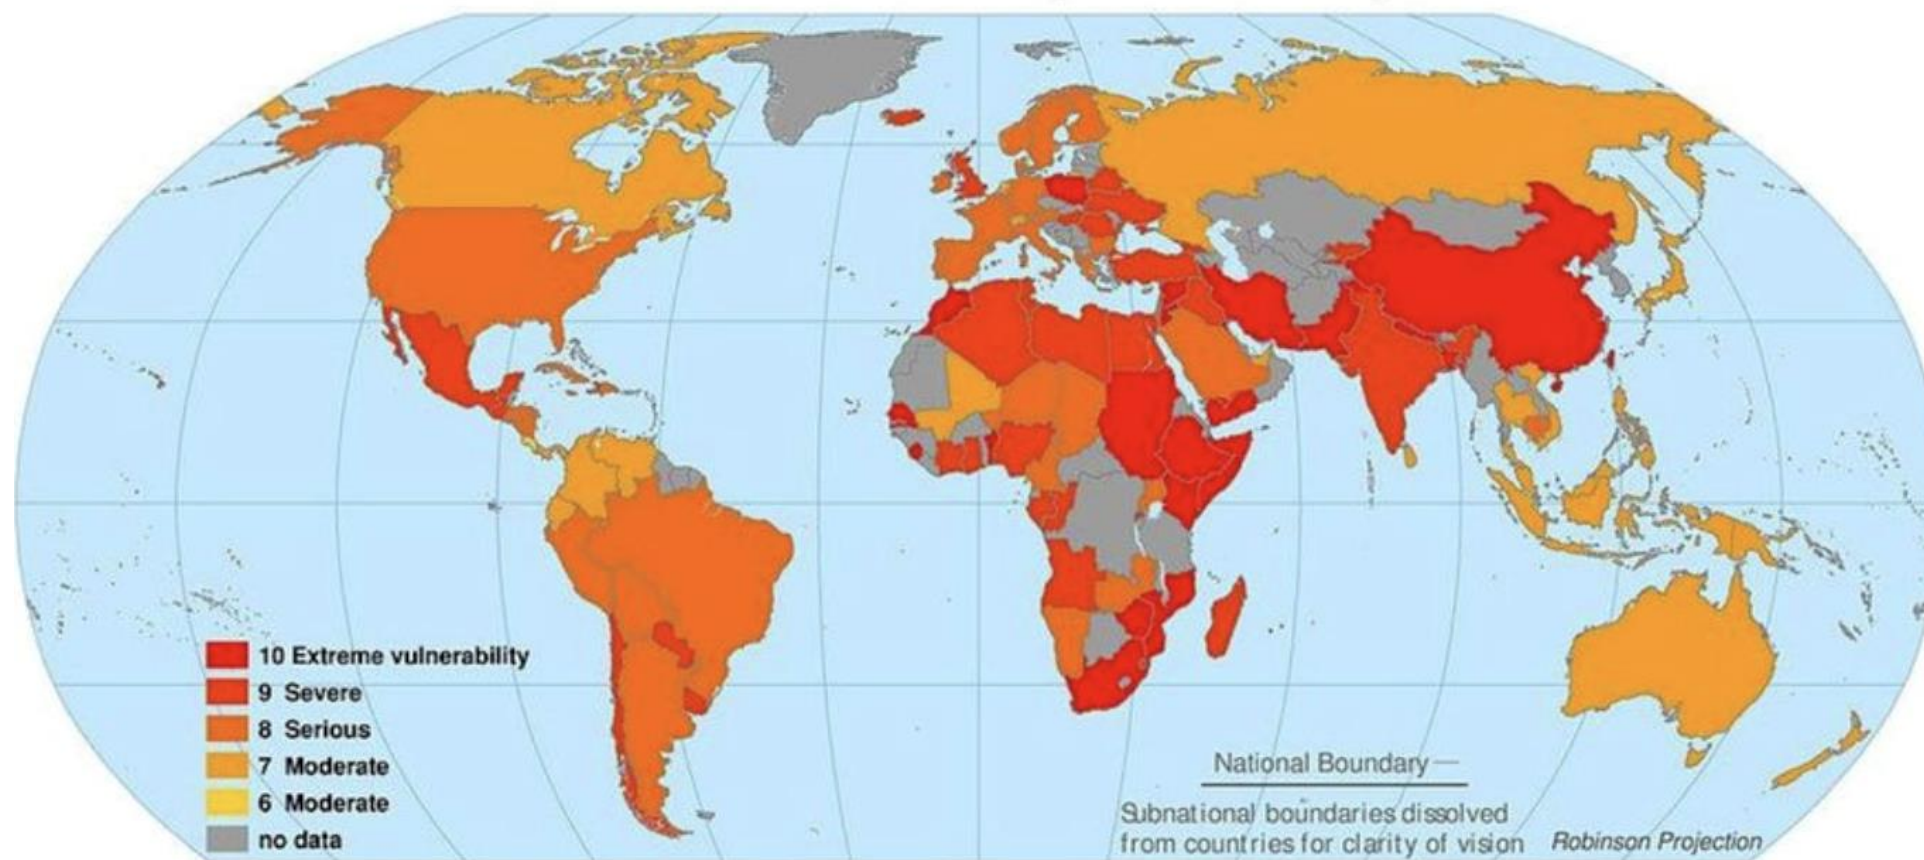 10 Extreme vulnerability
9 Severe
8 Serious
7 Moderate
6 Moderate
no data
National Boundary
Subnational boundaries dissolved
from countries for clarity of vision
Robinson Projection